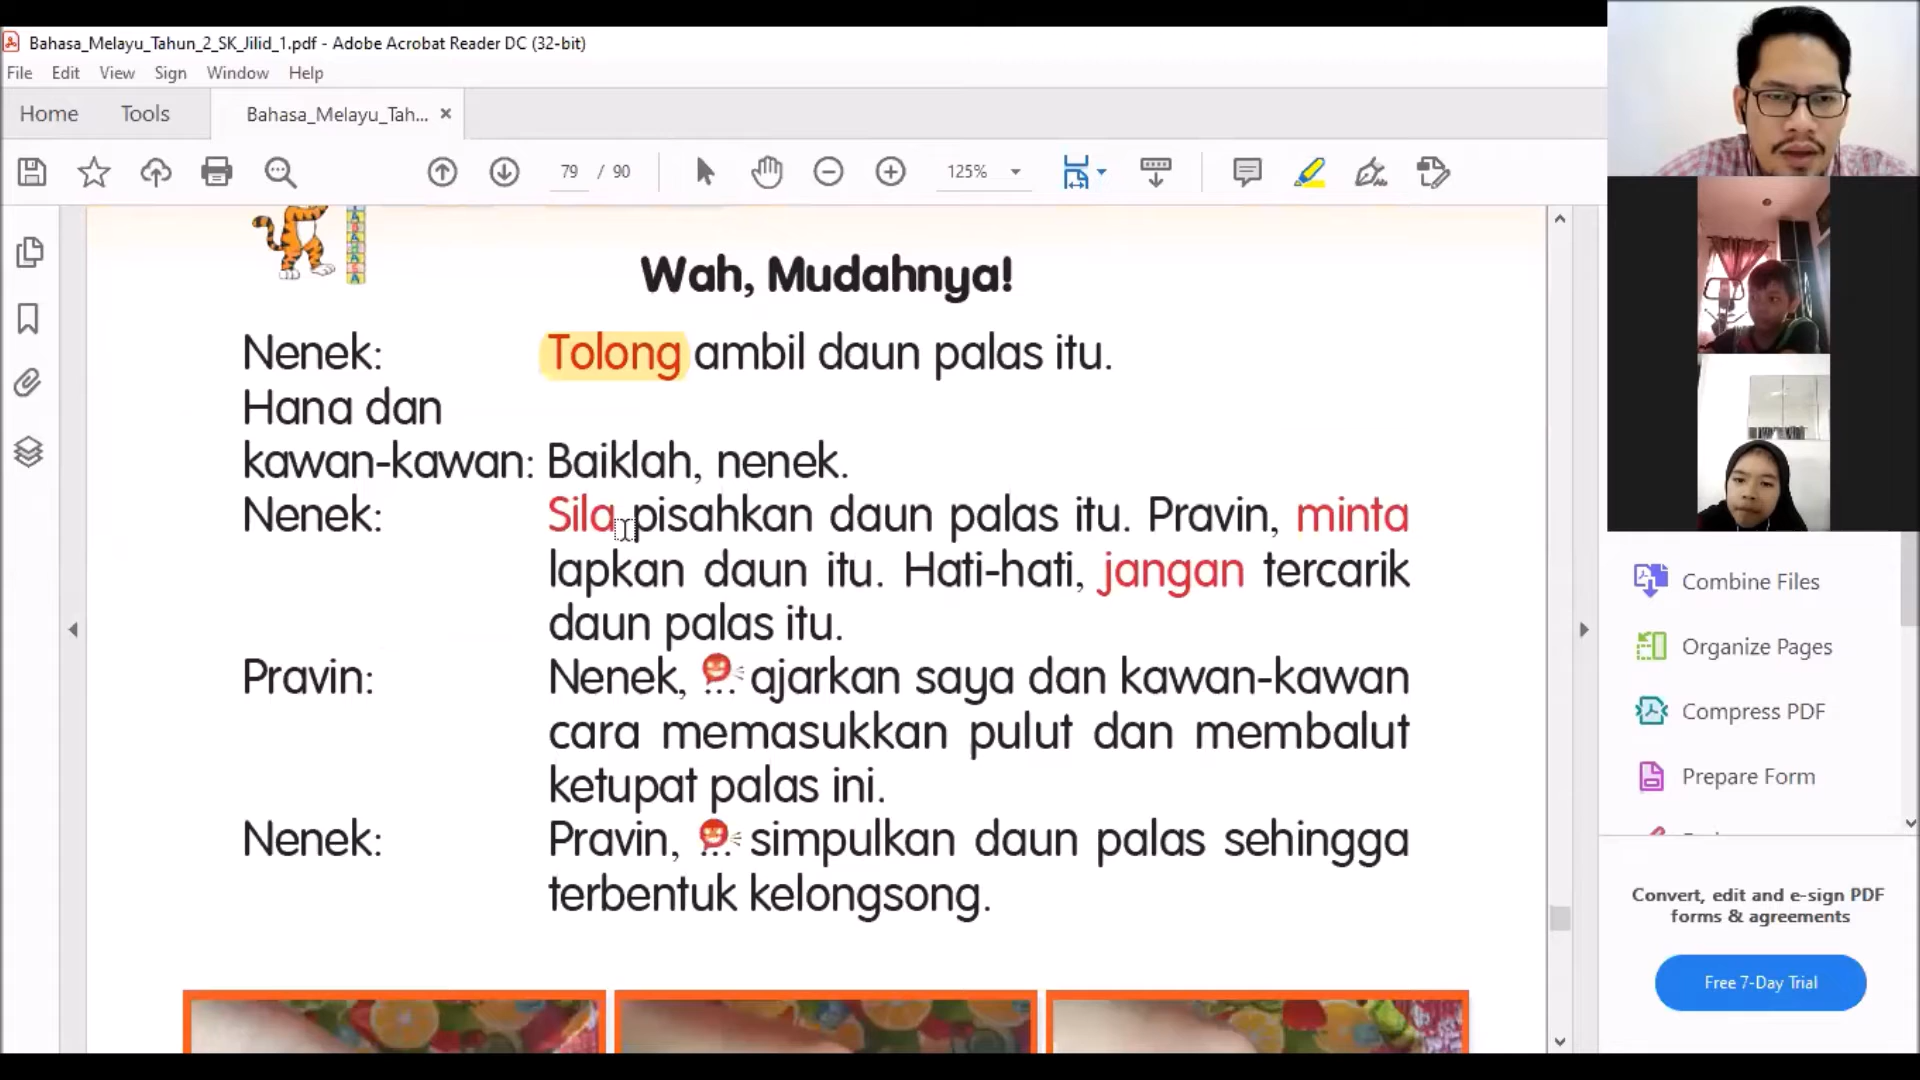 Bahasa_Melayu_Tahun_2_SK_Jilid_1.pdf - Adobe Acrobat Reader DC (32-bit)
File Edit View Sign Window Help
Home Tools Bahasa_Melayu_Tah... ×
79 / 90 125%
Wah, Mudahnya!
Nenek: Tolong ambil daun palas itu.
Hana dan
kawan-kawan: Baiklah, nenek.
Nenek: Sila pisahkan daun palas itu. Pravin, minta
lapkan daun itu. Hati-hati, jangan tercarik
daun palas itu.
Pravin: Nenek, ... ajarkan saya dan kawan-kawan
cara memasukkan pulut dan membalut
ketupat palas ini.
Nenek: Pravin, ... simpulkan daun palas sehingga
terbentuk kelongsong.
Combine Files
Organize Pages
Compress PDF
Prepare Form
Convert, edit and e-sign PDF
forms & agreements
Free 7-Day Trial